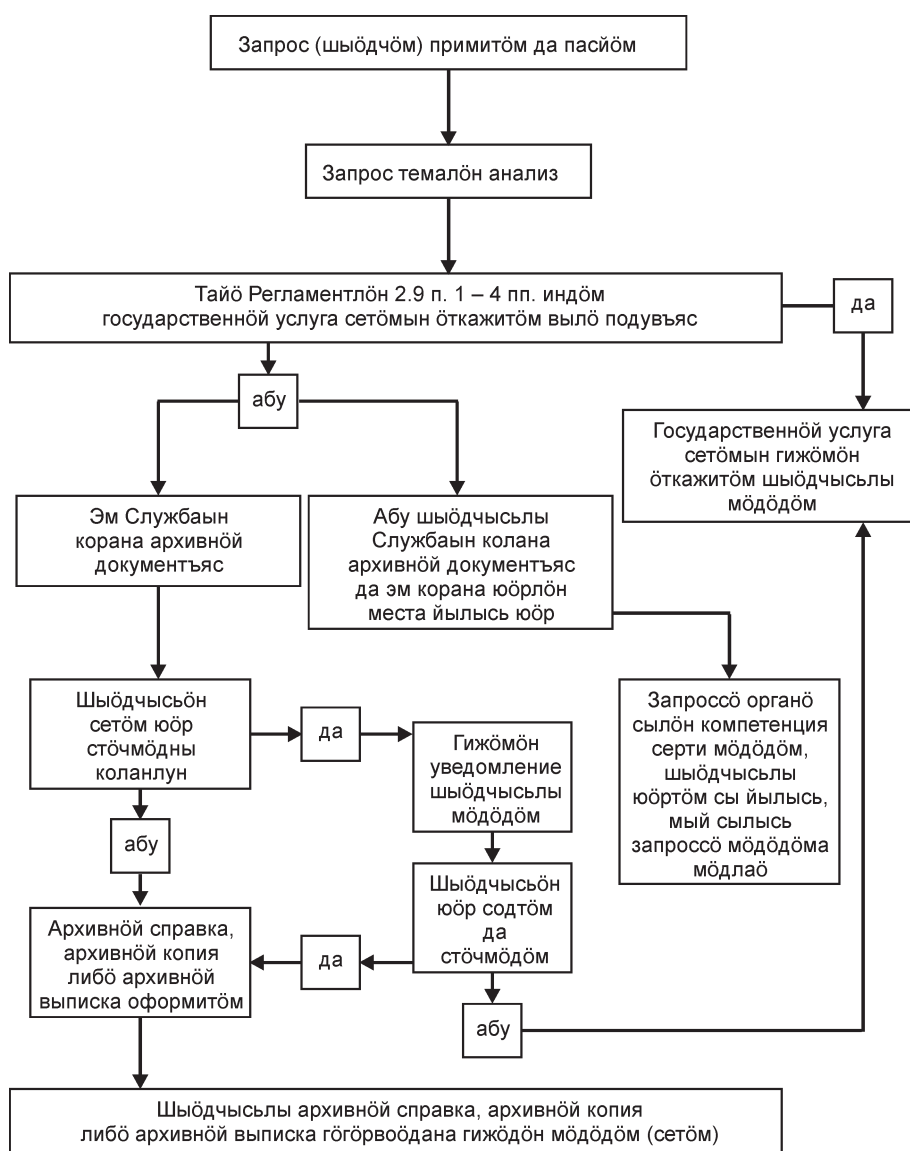 Запрос (шыӧдчӧм) примитӧм да пасйӧм
Запрос темалӧн анализ
Тайӧ Регламентлӧн 2.9 п. 1 – 4 пп. индӧм
государственнӧй услуга сетӧмын ӧткажитӧм вылӧ подувъяс
да
абу
Государственнӧй услуга
сетӧмын гижӧмӧн
ӧткажитӧм шыӧдчысьлы
мӧдӧдӧм
Эм Службаын
корана архивнӧй
документъяс
Абу шыӧдчысьлы
Службаын колана
архивнӧй документъяс
да эм корана юӧрлӧн
места йылысь юӧр
Шыӧдчысьӧн
сетӧм юӧр
стӧчмӧдны
коланлун
да
Гижӧмӧн
уведомление
шыӧдчысьлы
мӧдӧдӧм
Запроссӧ органӧ
сылӧн компетенция
серти мӧдӧдӧм,
шыӧдчысьлы
юӧртӧм сы йылысь,
мый сылысь
запроссӧ мӧдӧдӧма
мӧдлаӧ
абу
Шыӧдчысьӧн
юӧр содтӧм
да
стӧчмӧдӧм
Архивнӧй справка,
архивнӧй копия
либӧ архивнӧй
выписка оформитӧм
да
абу
Шыӧдчысьлы архивнӧй справка, архивнӧй копия
либӧ архивнӧй выписка гӧгӧрвоӧдана гижӧдӧн мӧдӧдӧм (сетӧм)